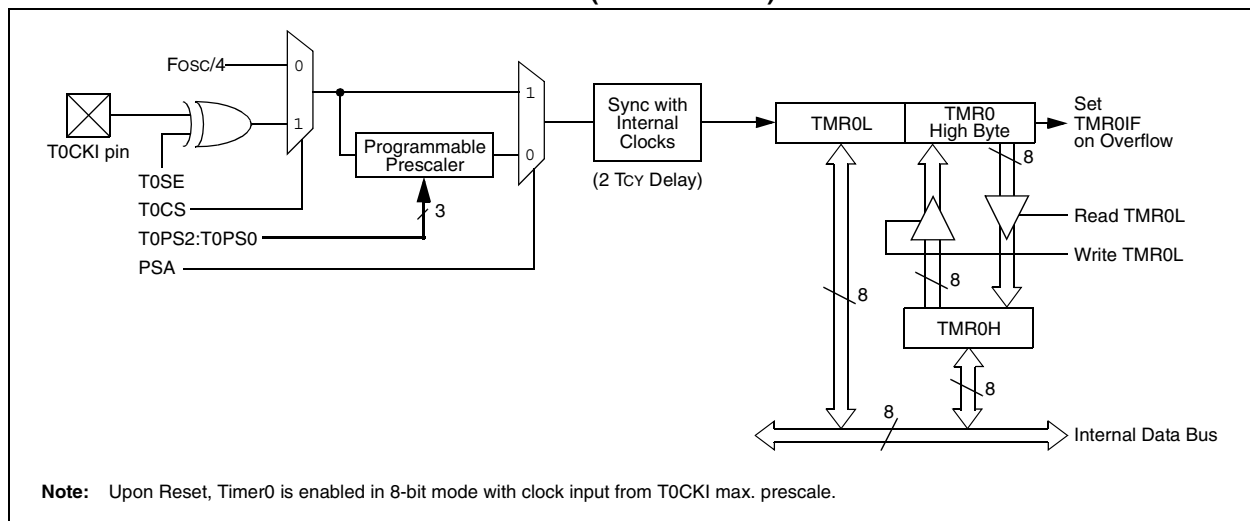 FOSC/4
0
1
T0CKI pin
T0SE
T0CS
T0PS2:T0PS0
PSA
Programmable
Prescaler
3
1
0
Sync with
Internal
Clocks
(2 TCY Delay)
TMR0L
TMR0
High Byte
Set
TMR0IF
on Overflow
8
Read TMR0L
Write TMR0L
8
8
TMR0H
8
8
Internal Data Bus
Note: Upon Reset, Timer0 is enabled in 8-bit mode with clock input from T0CKI max. prescale.